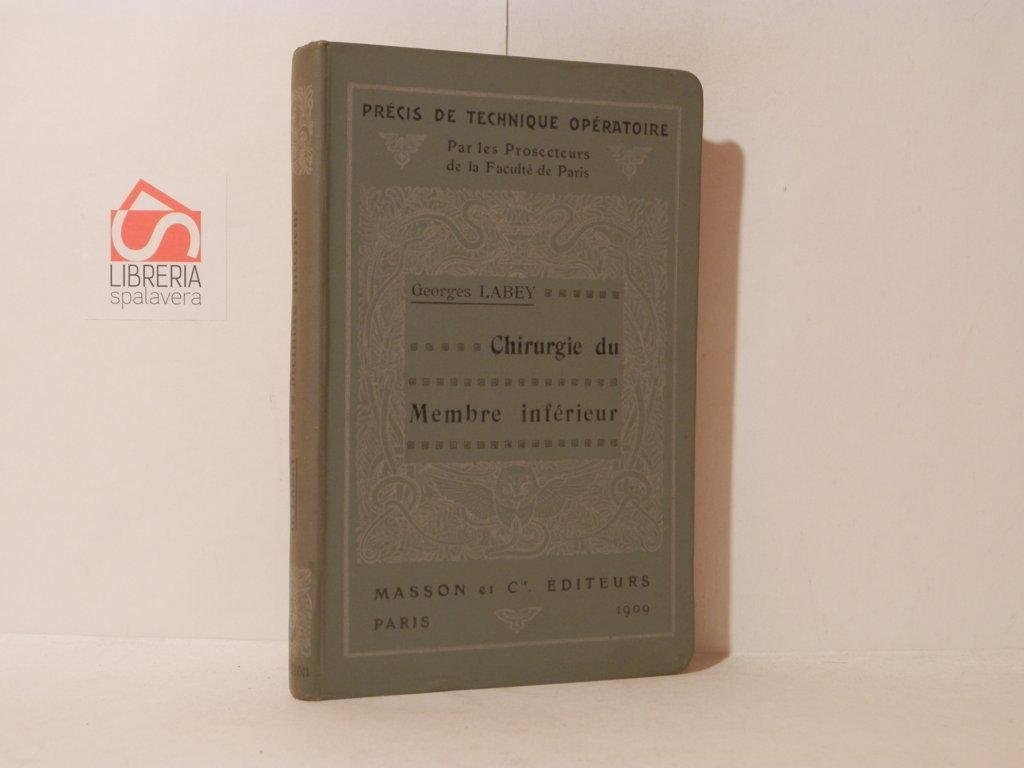 PRÉCIS DE TECHNIQUE OPÉRATOIRE
Par les Prosecteurs
de la Faculté de Paris
Georges LABEY
Chirurgie du
Membre inférieur
MASSON et Cie. ÉDITEURS
PARIS 1909
LIBRERIA
spalavera